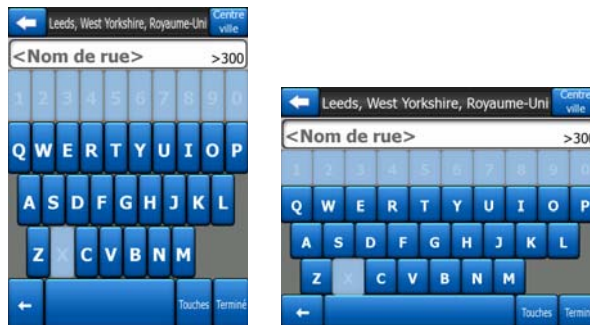 Leeds, West Yorkshire, Royaume-Uni Centre ville
<Nom de rue> >300
1 2 3 4 5 6 7 8 9 0
Q W E R T Y U I O P
A S D F G H J K L
Z X C V B N M
Touches Terminé
Leeds, West Yorkshire, Royaume-Uni Centre ville
<Nom de rue> >300
1 2 3 4 5 6 7 8 9 0
Q W E R T Y U I O P
A S D F G H J K L
Z X C V B N M
Touches Terminé